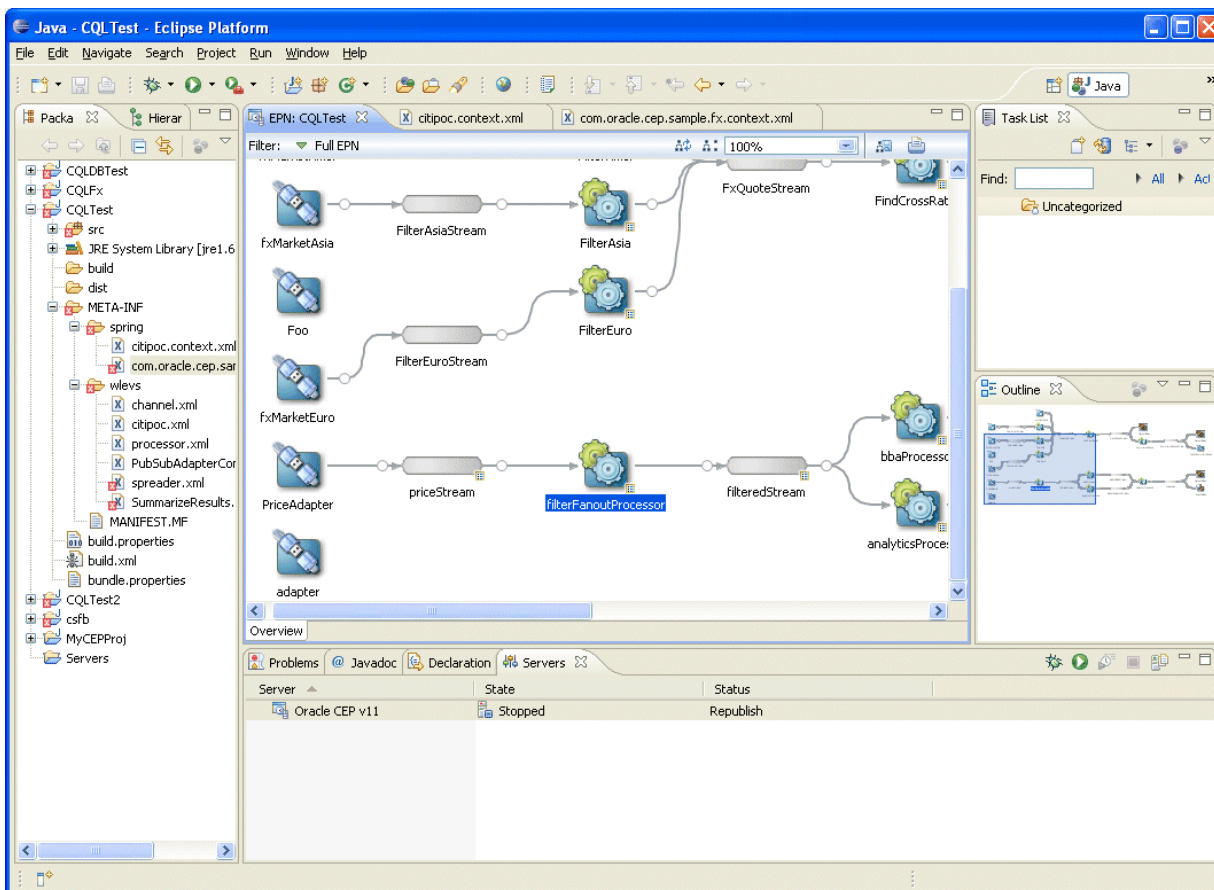 Java - CQLTest - Eclipse Platform
File Edit Navigate Search Project Run Window Help
Java
Packa Hierar
CQLDBTest
CQLFx
CQLTest
src
JRE System Library [jre1.6
build
dist
META-INF
spring
citipoc.context.xml
com.oracle.cep.sar
wlevs
channel.xml
citipoc.xml
processor.xml
PubSubAdapterCor
spreader.xml
SummarizeResults.
MANIFEST.MF
build.properties
build.xml
bundle.properties
CQLTest2
csfb
MyCEPProj
Servers
EPN: CQLTest citipoc.context.xml com.oracle.cep.sample.fx.context.xml
Filter: Full EPN 100%
FxQuoteStream
FindCrossRat
fxMarketAsia
FilterAsiaStream
FilterAsia
Foo
FilterEuro
FilterEuroStream
fxMarketEuro
bbaProcessc
PriceAdapter
priceStream
filterFanoutProcessor
filteredStream
analyticsProce:
adapter
Overview
Task List
Find: All Act
Uncategorized
Outline
Problems @ Javadoc Declaration Servers
Server State Status
Oracle CEP v11 Stopped Republish